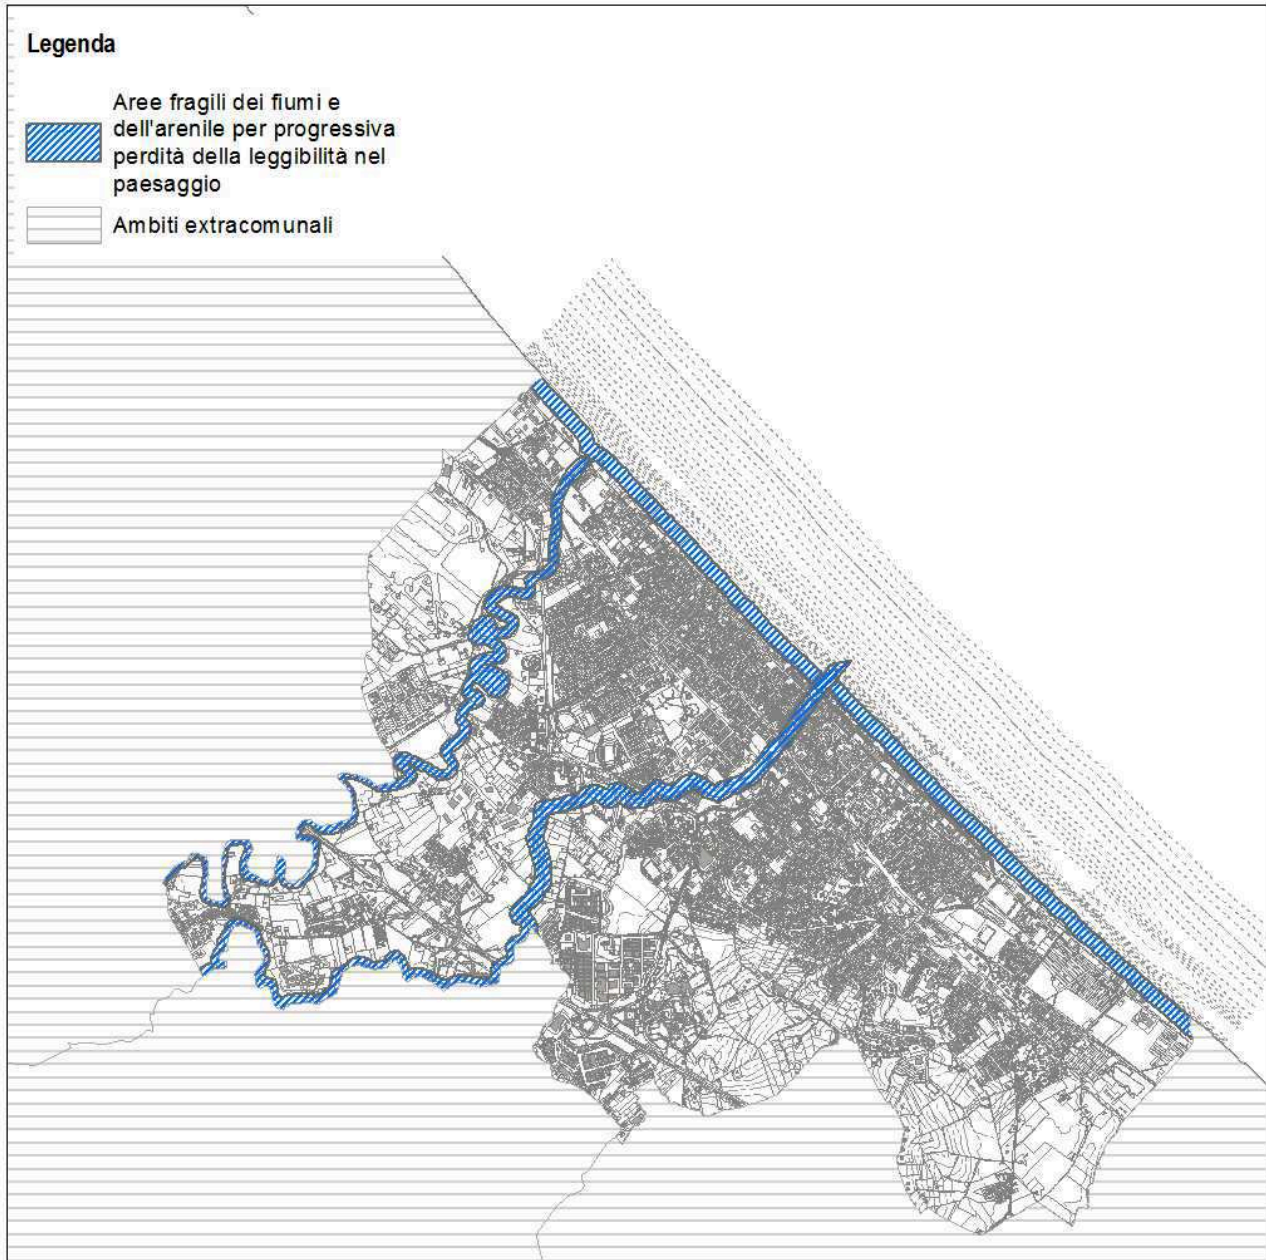 Legenda
Aree fragili dei fiumi e
dell'arenile per progressiva
perdità della leggibilità nel
paesaggio
Ambiti extracomunali